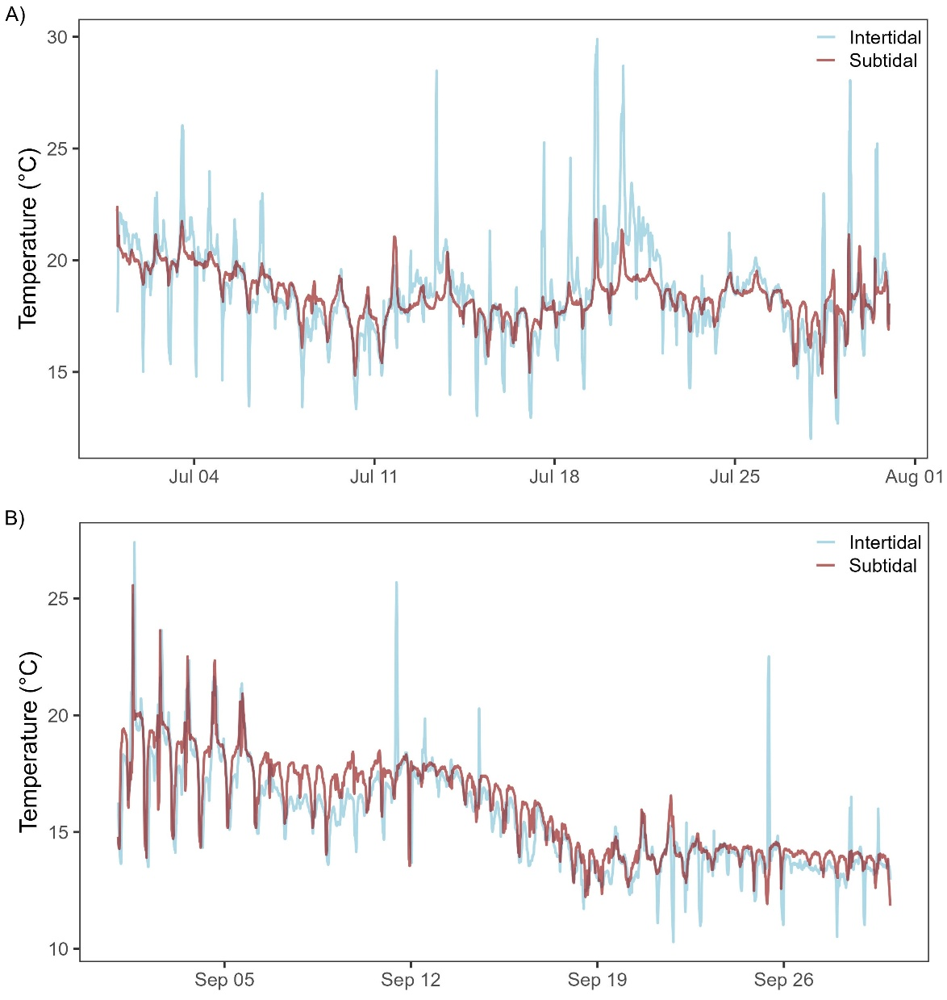 A)
30
25
20
15
Temperature (°C)
Intertidal
Subtidal
Jul 04
Jul 11
Jul 18
Jul 25
Aug 01
B)
25
20
15
10
Temperature (°C)
Intertidal
Subtidal
Sep 05
Sep 12
Sep 19
Sep 26